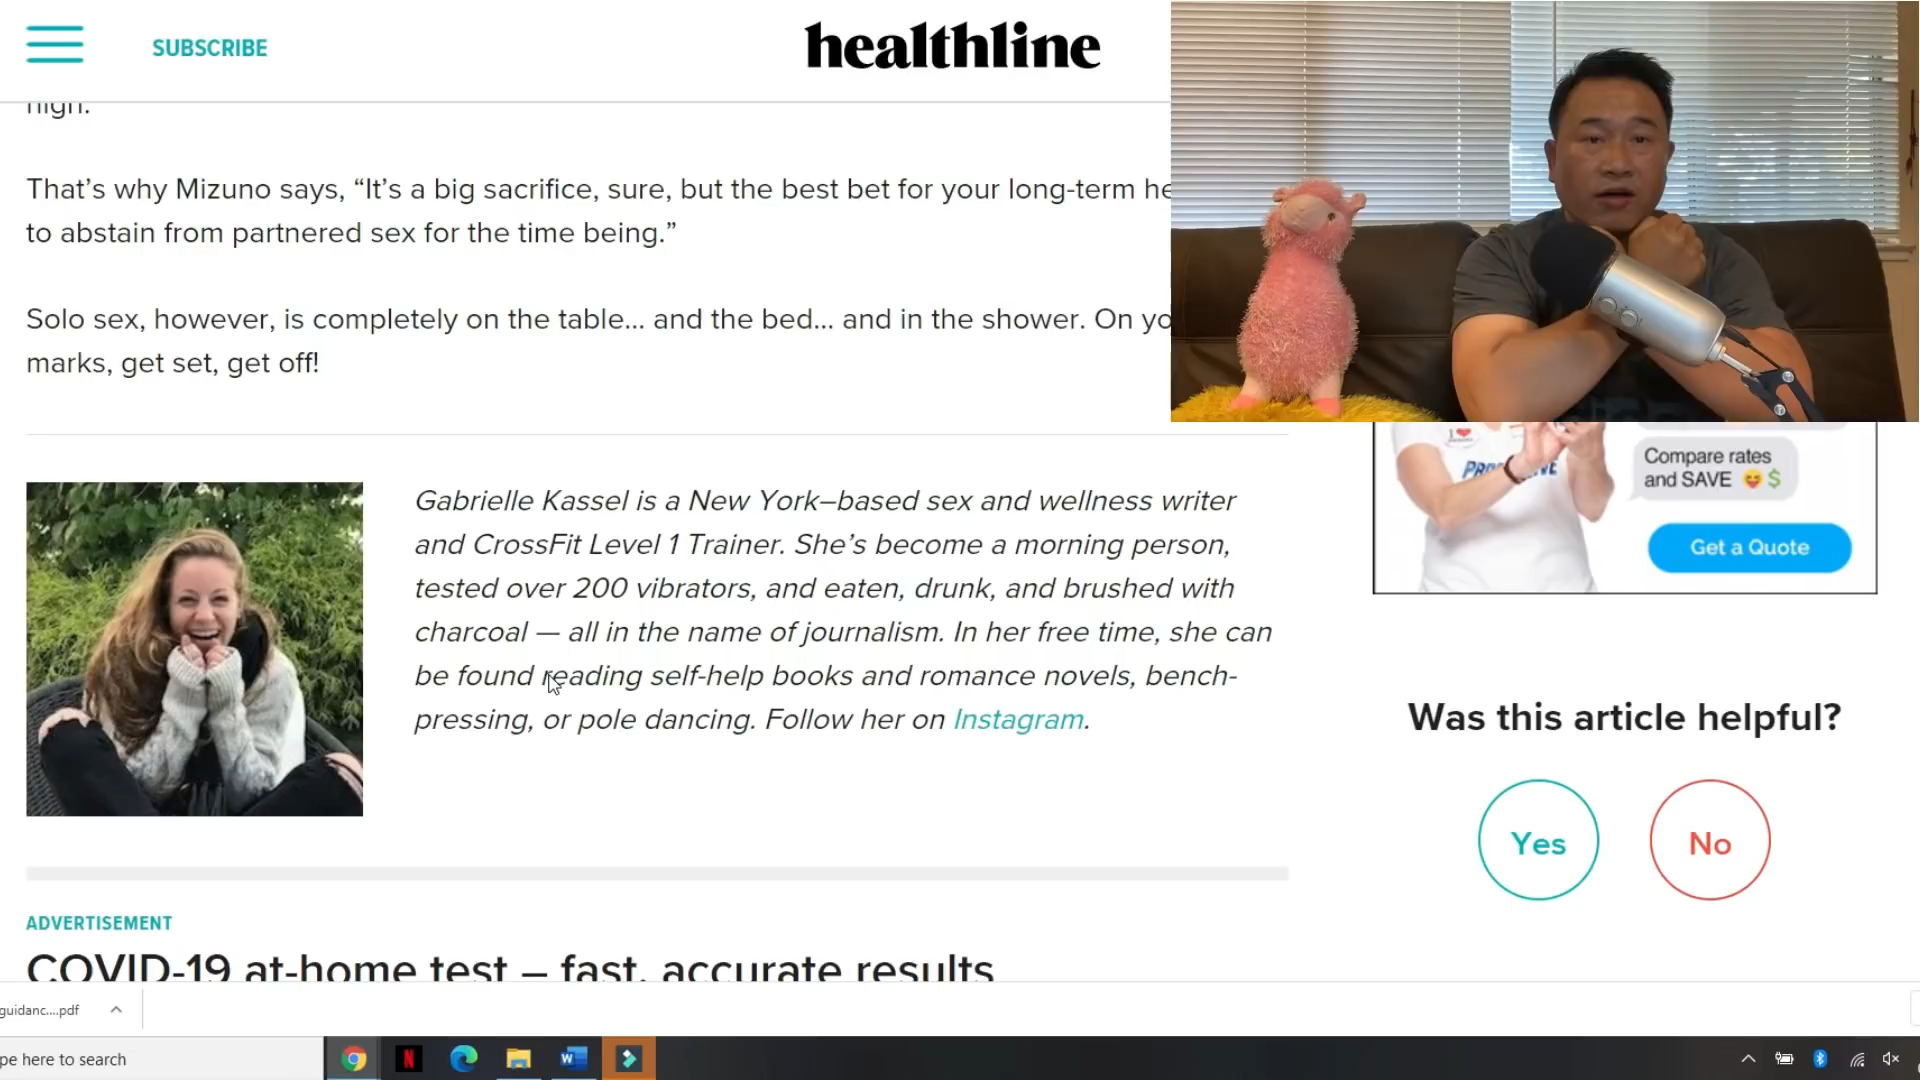 SUBSCRIBE
healthline
high.
That’s why Mizuno says, “It’s a big sacrifice, sure, but the best bet for your long-term he
to abstain from partnered sex for the time being.”
Solo sex, however, is completely on the table… and the bed… and in the shower. On yo
marks, get set, get off!
Compare rates
and SAVE
Get a Quote
Gabrielle Kassel is a New York–based sex and wellness writer
and CrossFit Level 1 Trainer. She’s become a morning person,
tested over 200 vibrators, and eaten, drunk, and brushed with
charcoal — all in the name of journalism. In her free time, she can
be found reading self-help books and romance novels, bench-
pressing, or pole dancing. Follow her on Instagram.
Was this article helpful?
Yes
No
ADVERTISEMENT
COVID-19 at-home test – fast, accurate results
guidanc....pdf
pe here to search